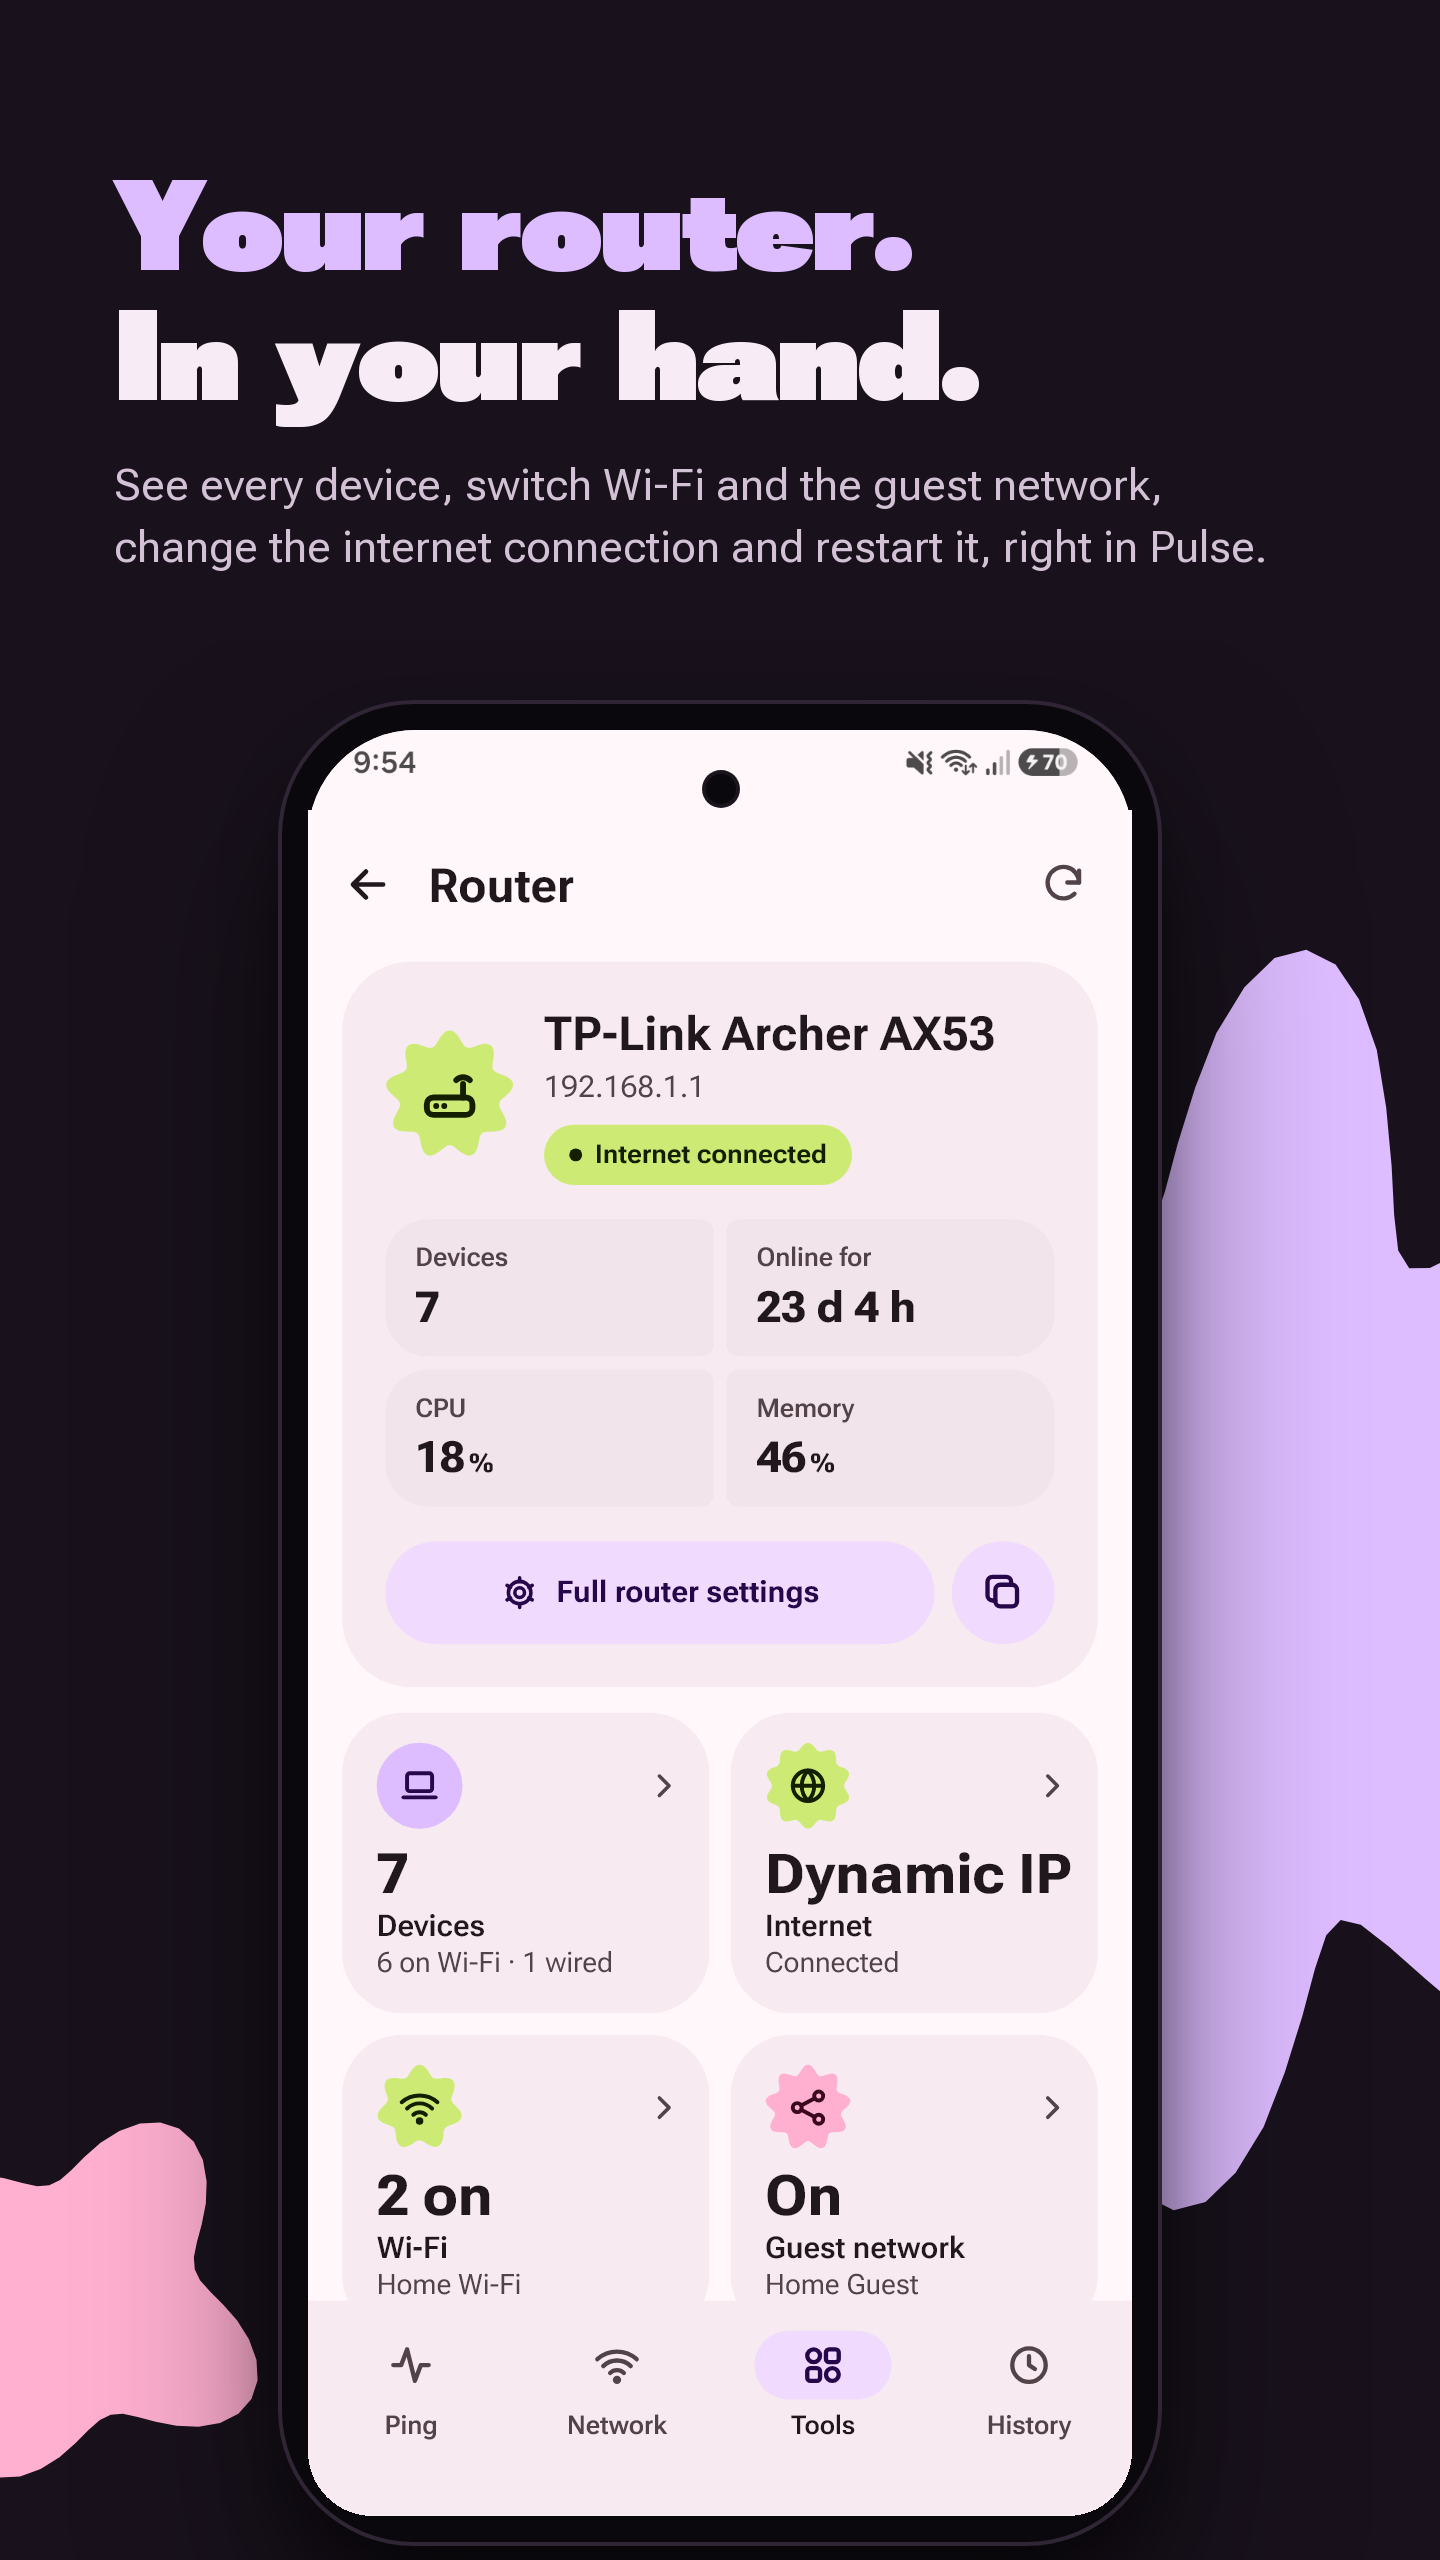 Your router.
In your hand.
See every device, switch Wi-Fi and the guest network,
change the internet connection and restart it, right in Pulse.
9:54
70
Router
TP-Link Archer AX53
192.168.1.1
Internet connected
Devices
7
Online for
23 d 4 h
CPU
18%
Memory
46%
Full router settings
7
Devices
6 on Wi-Fi · 1 wired
Dynamic IP
Internet
Connected
2 on
Wi-Fi
Home Wi-Fi
On
Guest network
Home Guest
Ping
Network
Tools
History